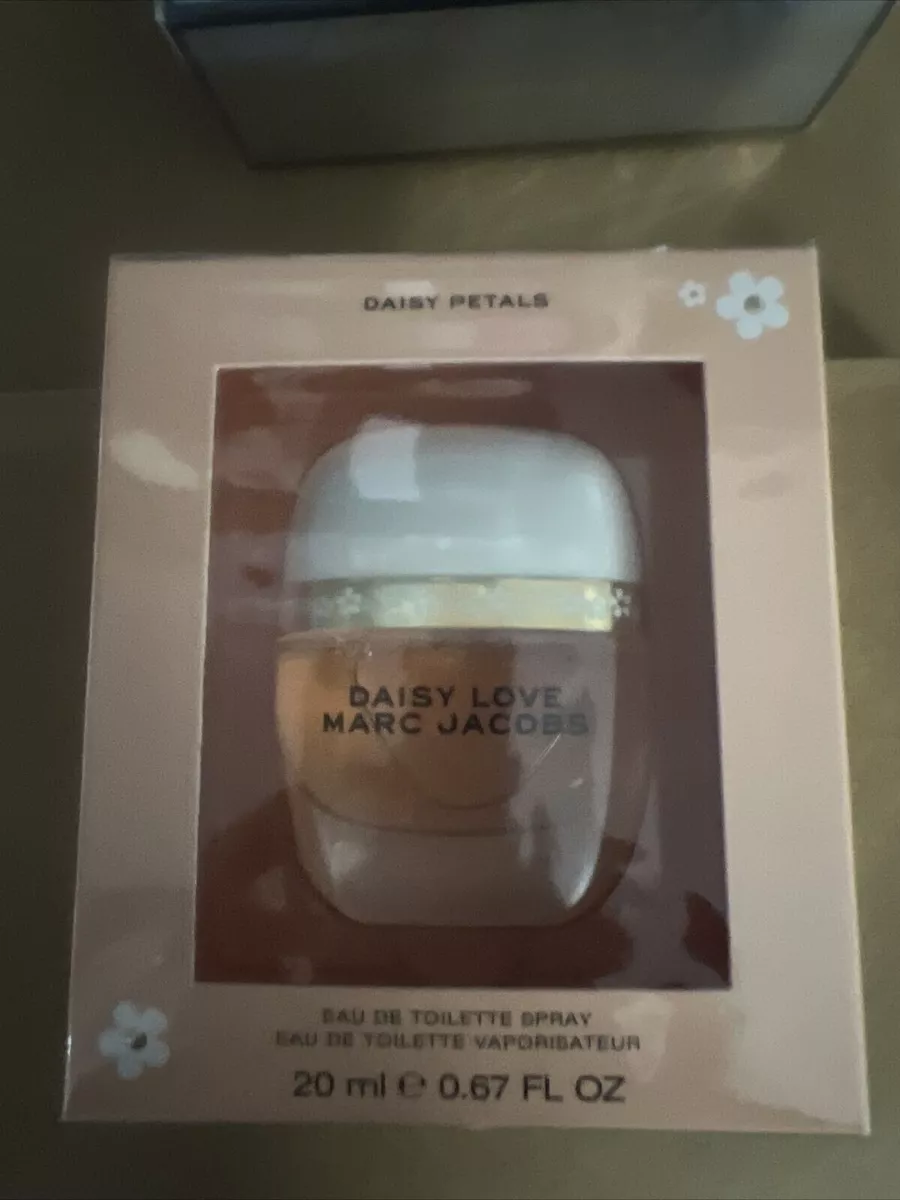 DAISY PETALS
DAISY LOVE
MARC JACOBS
EAU DE TOILETTE SPRAY
EAU DE TOILETTE VAPORISATEUR
20 ml ℮ 0.67 FL OZ